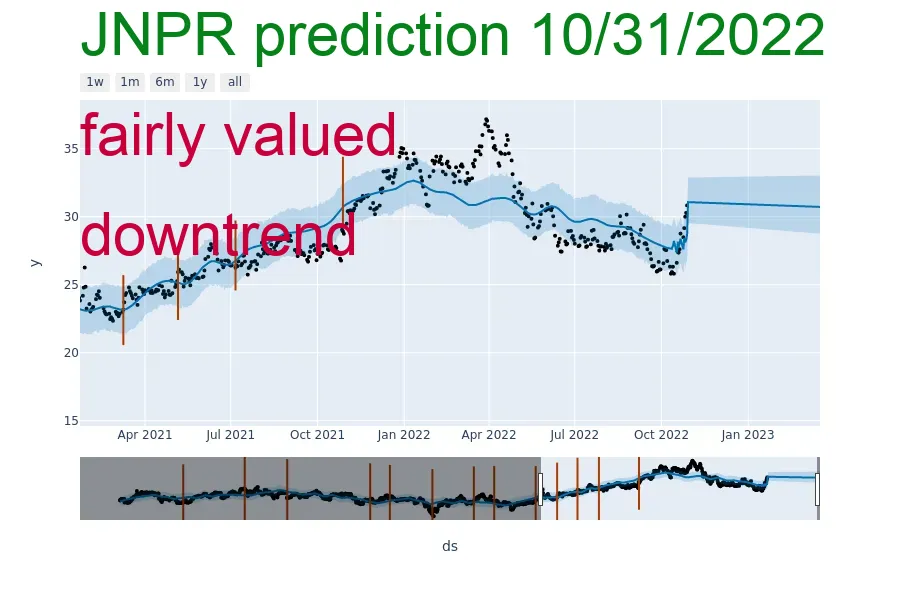 JNPR prediction 10/31/2022
1w 1m 6m 1y all
fairly valued
downtrend
35
30
25
20
15
y
Apr 2021 Jul 2021 Oct 2021 Jan 2022 Apr 2022 Jul 2022 Oct 2022 Jan 2023
ds